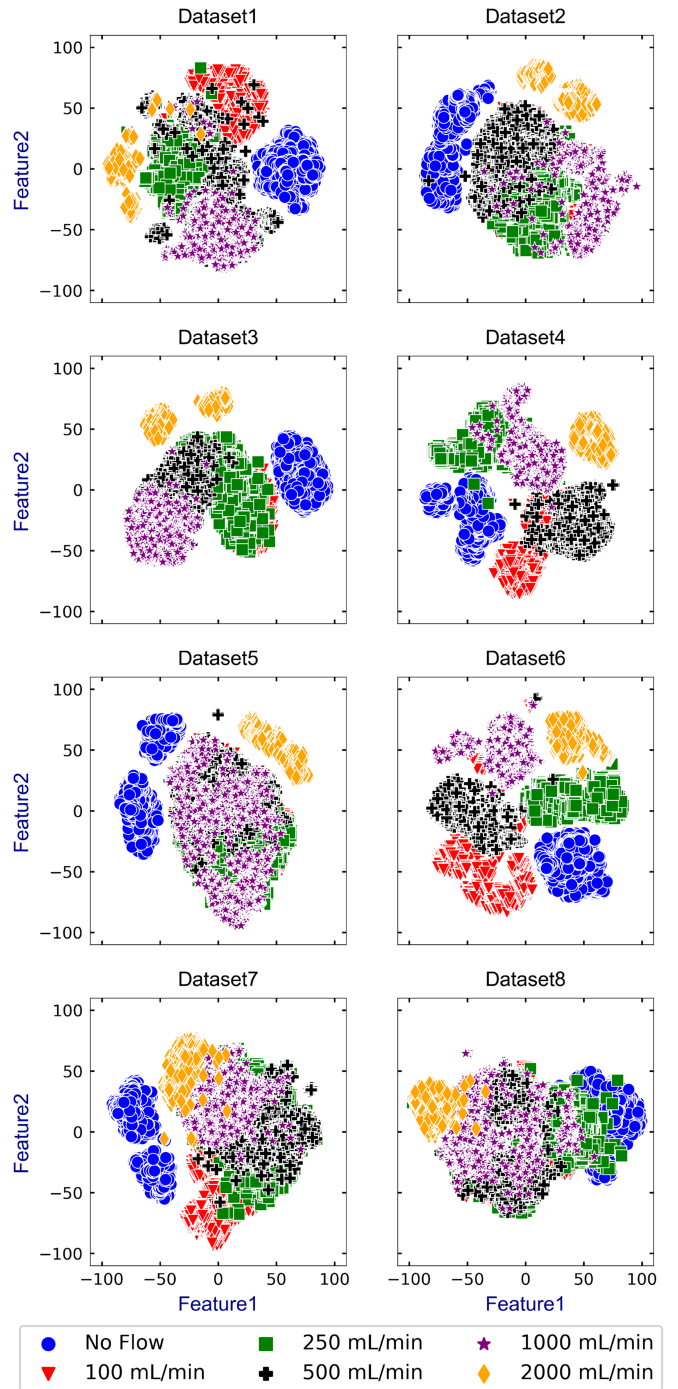 Dataset1
Dataset2
100
50
0
−50
−100
Feature2
Dataset3
Dataset4
100
50
0
−50
−100
Feature2
Dataset5
Dataset6
100
50
0
−50
−100
Feature2
Dataset7
Dataset8
100
50
0
−50
−100
Feature2
−100 −50 0 50 100
−100 −50 0 50 100
Feature1
Feature1
No Flow 250 mL/min 1000 mL/min
100 mL/min 500 mL/min 2000 mL/min